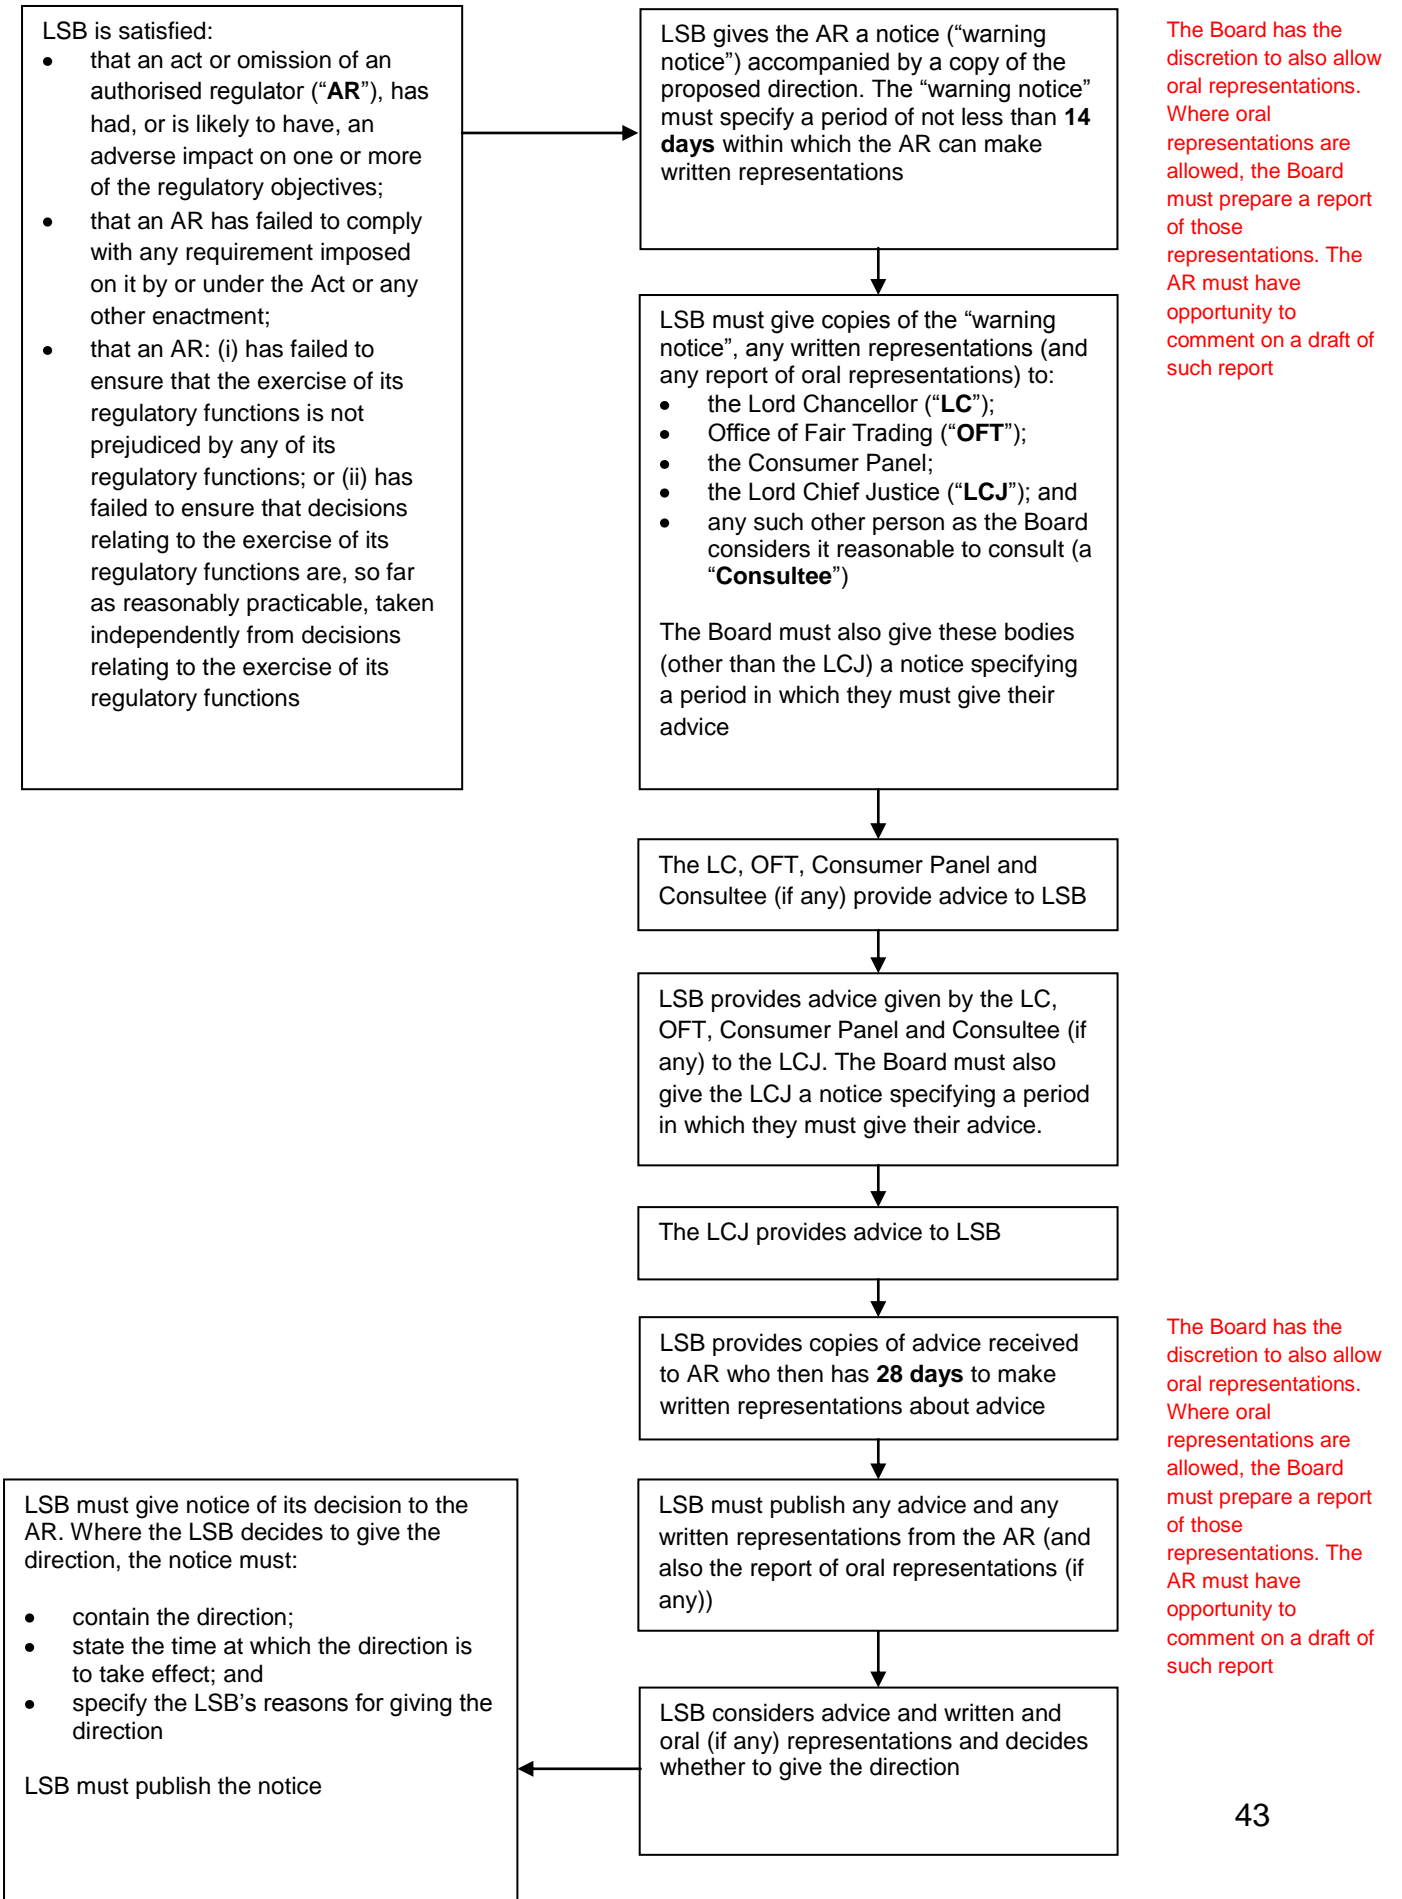 LSB is satisfied:
• that an act or omission of an
authorised regulator (“AR”), has
had, or is likely to have, an
adverse impact on one or more
of the regulatory objectives;
• that an AR has failed to comply
with any requirement imposed
on it by or under the Act or any
other enactment;
• that an AR: (i) has failed to
ensure that the exercise of its
regulatory functions is not
prejudiced by any of its
regulatory functions; or (ii) has
failed to ensure that decisions
relating to the exercise of its
regulatory functions are, so far
as reasonably practicable, taken
independently from decisions
relating to the exercise of its
regulatory functions
LSB gives the AR a notice (“warning
notice”) accompanied by a copy of the
proposed direction. The “warning notice”
must specify a period of not less than 14
days within which the AR can make
written representations
The Board has the
discretion to also allow
oral representations.
Where oral
representations are
allowed, the Board
must prepare a report
of those
representations. The
AR must have
opportunity to
comment on a draft of
such report
LSB must give copies of the “warning
notice”, any written representations (and
any report of oral representations) to:
• the Lord Chancellor (“LC”);
• Office of Fair Trading (“OFT”);
• the Consumer Panel;
• the Lord Chief Justice (“LCJ”); and
• any such other person as the Board
considers it reasonable to consult (a
“Consultee”)
The Board must also give these bodies
(other than the LCJ) a notice specifying
a period in which they must give their
advice
The LC, OFT, Consumer Panel and
Consultee (if any) provide advice to LSB
LSB provides advice given by the LC,
OFT, Consumer Panel and Consultee (if
any) to the LCJ. The Board must also
give the LCJ a notice specifying a period
in which they must give their advice.
The LCJ provides advice to LSB
LSB provides copies of advice received
to AR who then has 28 days to make
written representations about advice
The Board has the
discretion to also allow
oral representations.
Where oral
representations are
allowed, the Board
must prepare a report
of those
representations. The
AR must have
opportunity to
comment on a draft of
such report
LSB must publish any advice and any
written representations from the AR (and
also the report of oral representations (if
any))
LSB considers advice and written and
oral (if any) representations and decides
whether to give the direction
LSB must give notice of its decision to the
AR. Where the LSB decides to give the
direction, the notice must:
• contain the direction;
• state the time at which the direction is
to take effect; and
• specify the LSB’s reasons for giving the
direction
LSB must publish the notice
43